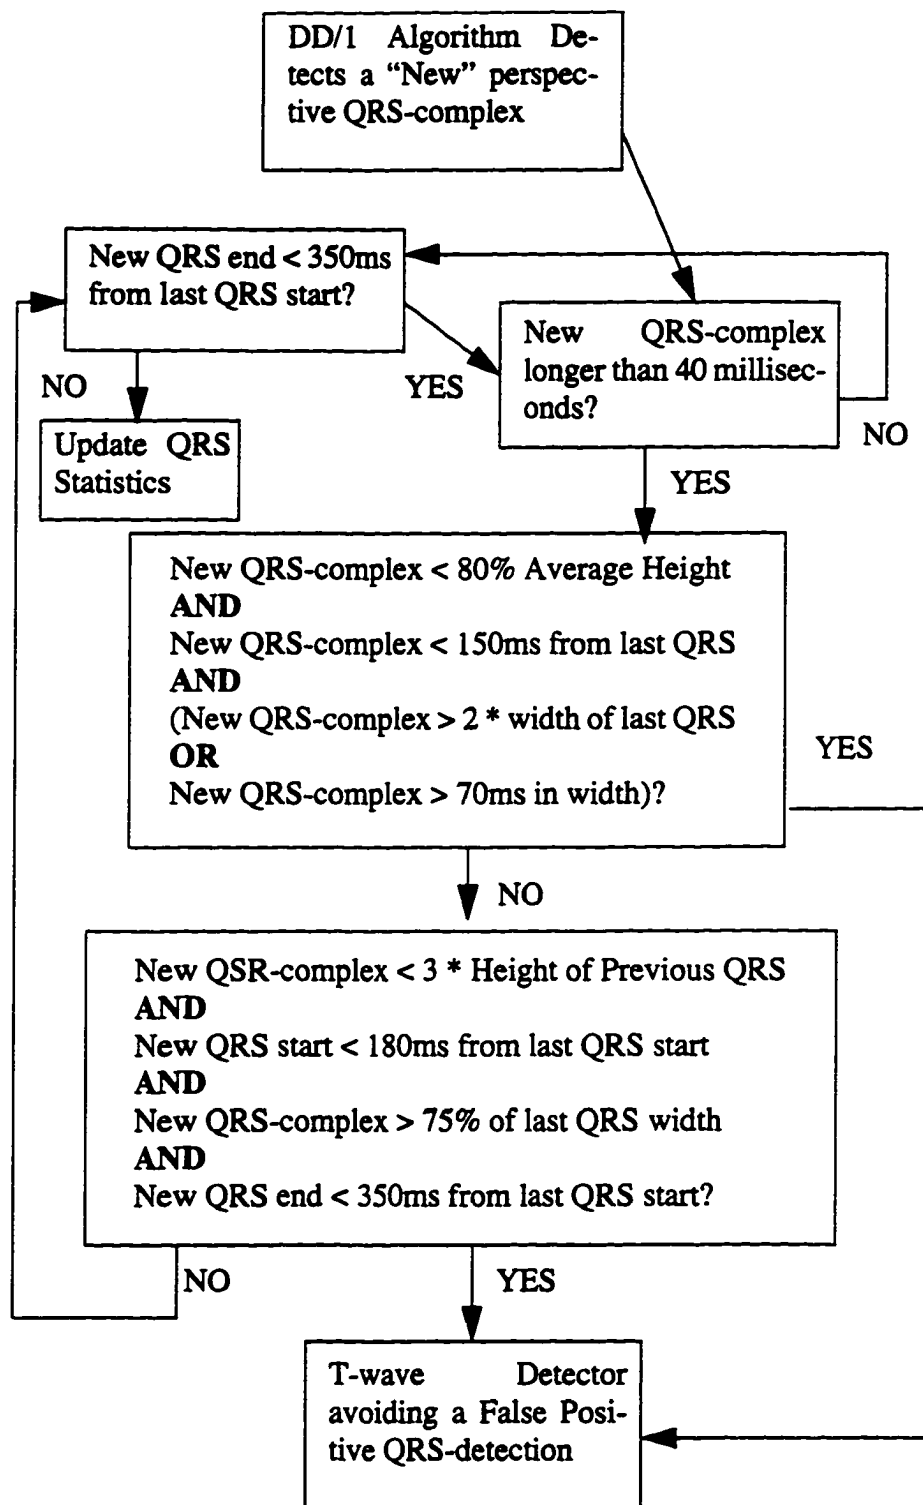 DD/1 Algorithm De-
tects a “New” perspec-
tive QRS-complex
New QRS end < 350ms
from last QRS start?
New QRS-complex
longer than 40 millisec-
onds?
NO
YES
NO
Update QRS
Statistics
YES
New QRS-complex < 80% Average Height
AND
New QRS-complex < 150ms from last QRS
AND
(New QRS-complex > 2 * width of last QRS
OR
New QRS-complex > 70ms in width)?
YES
NO
New QSR-complex < 3 * Height of Previous QRS
AND
New QRS start < 180ms from last QRS start
AND
New QRS-complex > 75% of last QRS width
AND
New QRS end < 350ms from last QRS start?
NO
YES
T-wave Detector
avoiding a False Posi-
tive QRS-detection